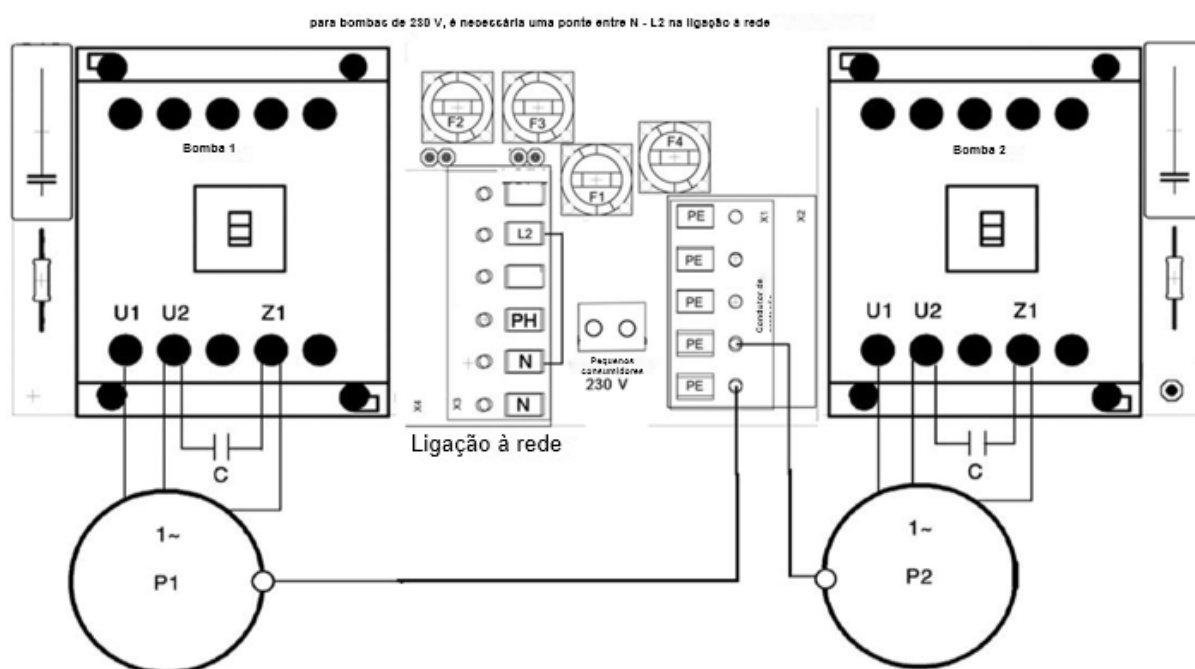 para bombas de 230 V, é necessária uma ponte entre N - L2 na ligação à rede
F2
F3
F4
F1
Bomba 1
Bomba 2
L2
PH
N
N
X4
X3
Ligação à rede
Pequenos
consumidores
230 V
PE
PE
PE
PE
PE
X1
X2
Condutor de
U1 U2 Z1
U1 U2 Z1
C
C
1~
P1
1~
P2